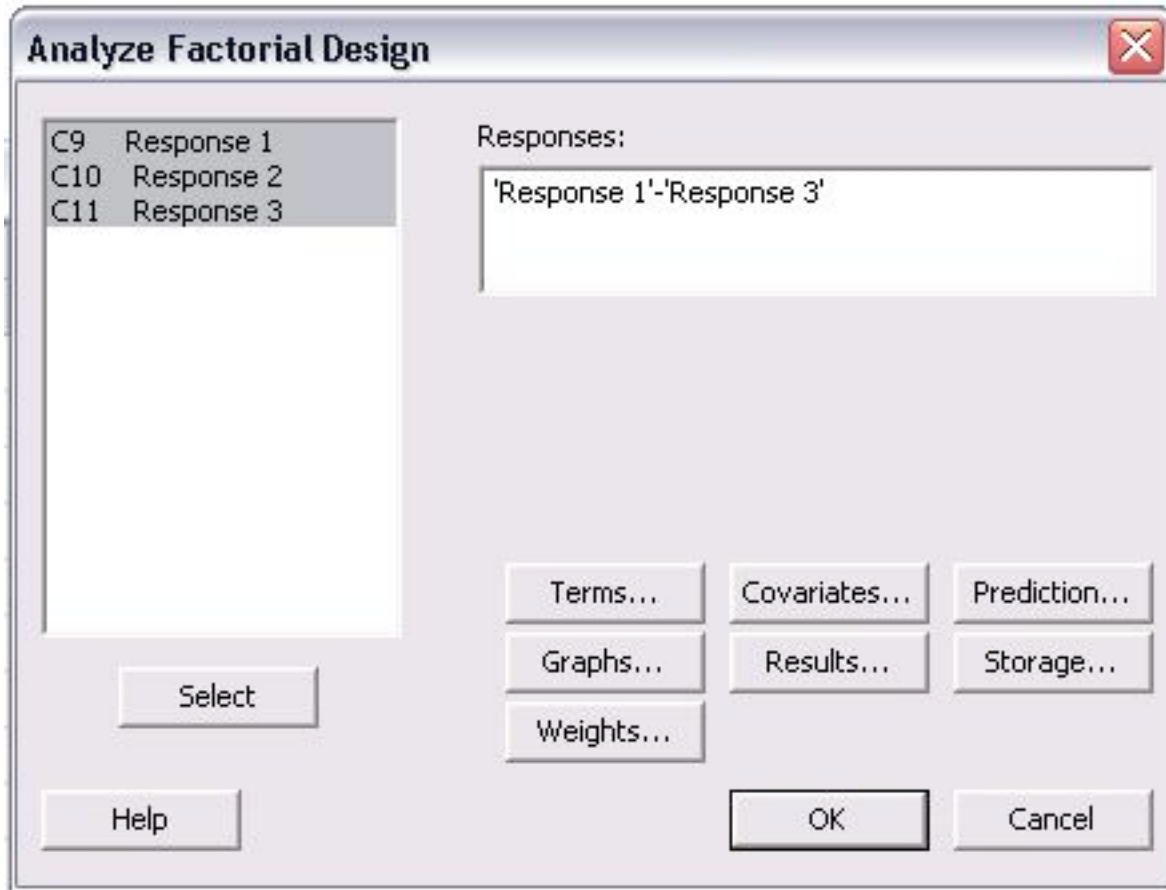 Analyze Factorial Design
C9 Response 1
C10 Response 2
C11 Response 3
Select
Help
Responses:
'Response 1'-'Response 3'
Terms... Covariates... Prediction...
Graphs... Results... Storage...
Weights...
OK Cancel